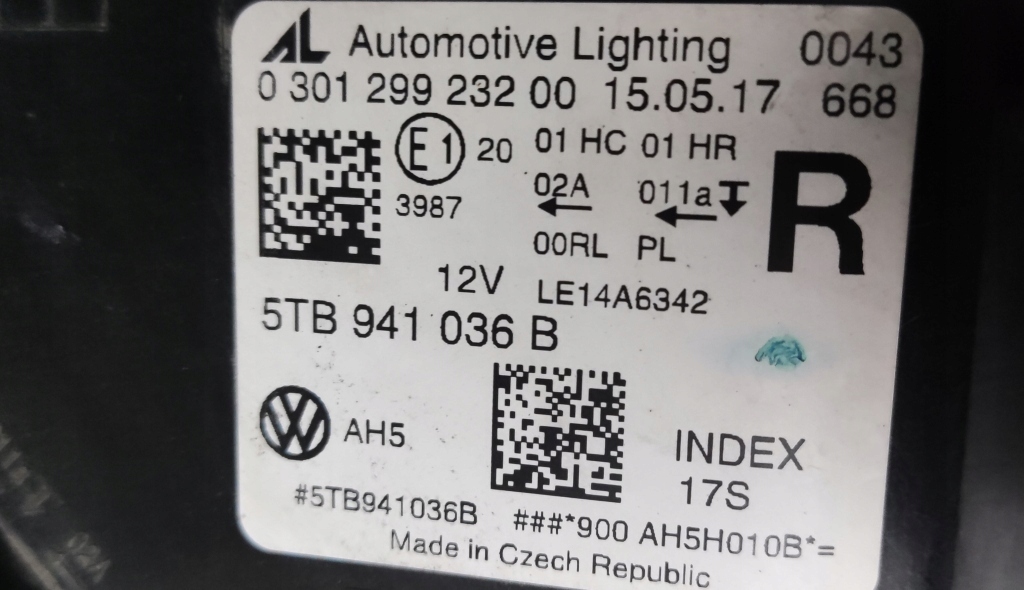 AL Automotive Lighting 0043
0 301 299 232 00 15.05.17 668
E1 20 01 HC 01 HR
3987 02A 011a R
00RL PL
12V LE14A6342
5TB 941 036 B
VW AH5
INDEX
17S
#5TB941036B ###*900 AH5H010B*=
Made in Czech Republic